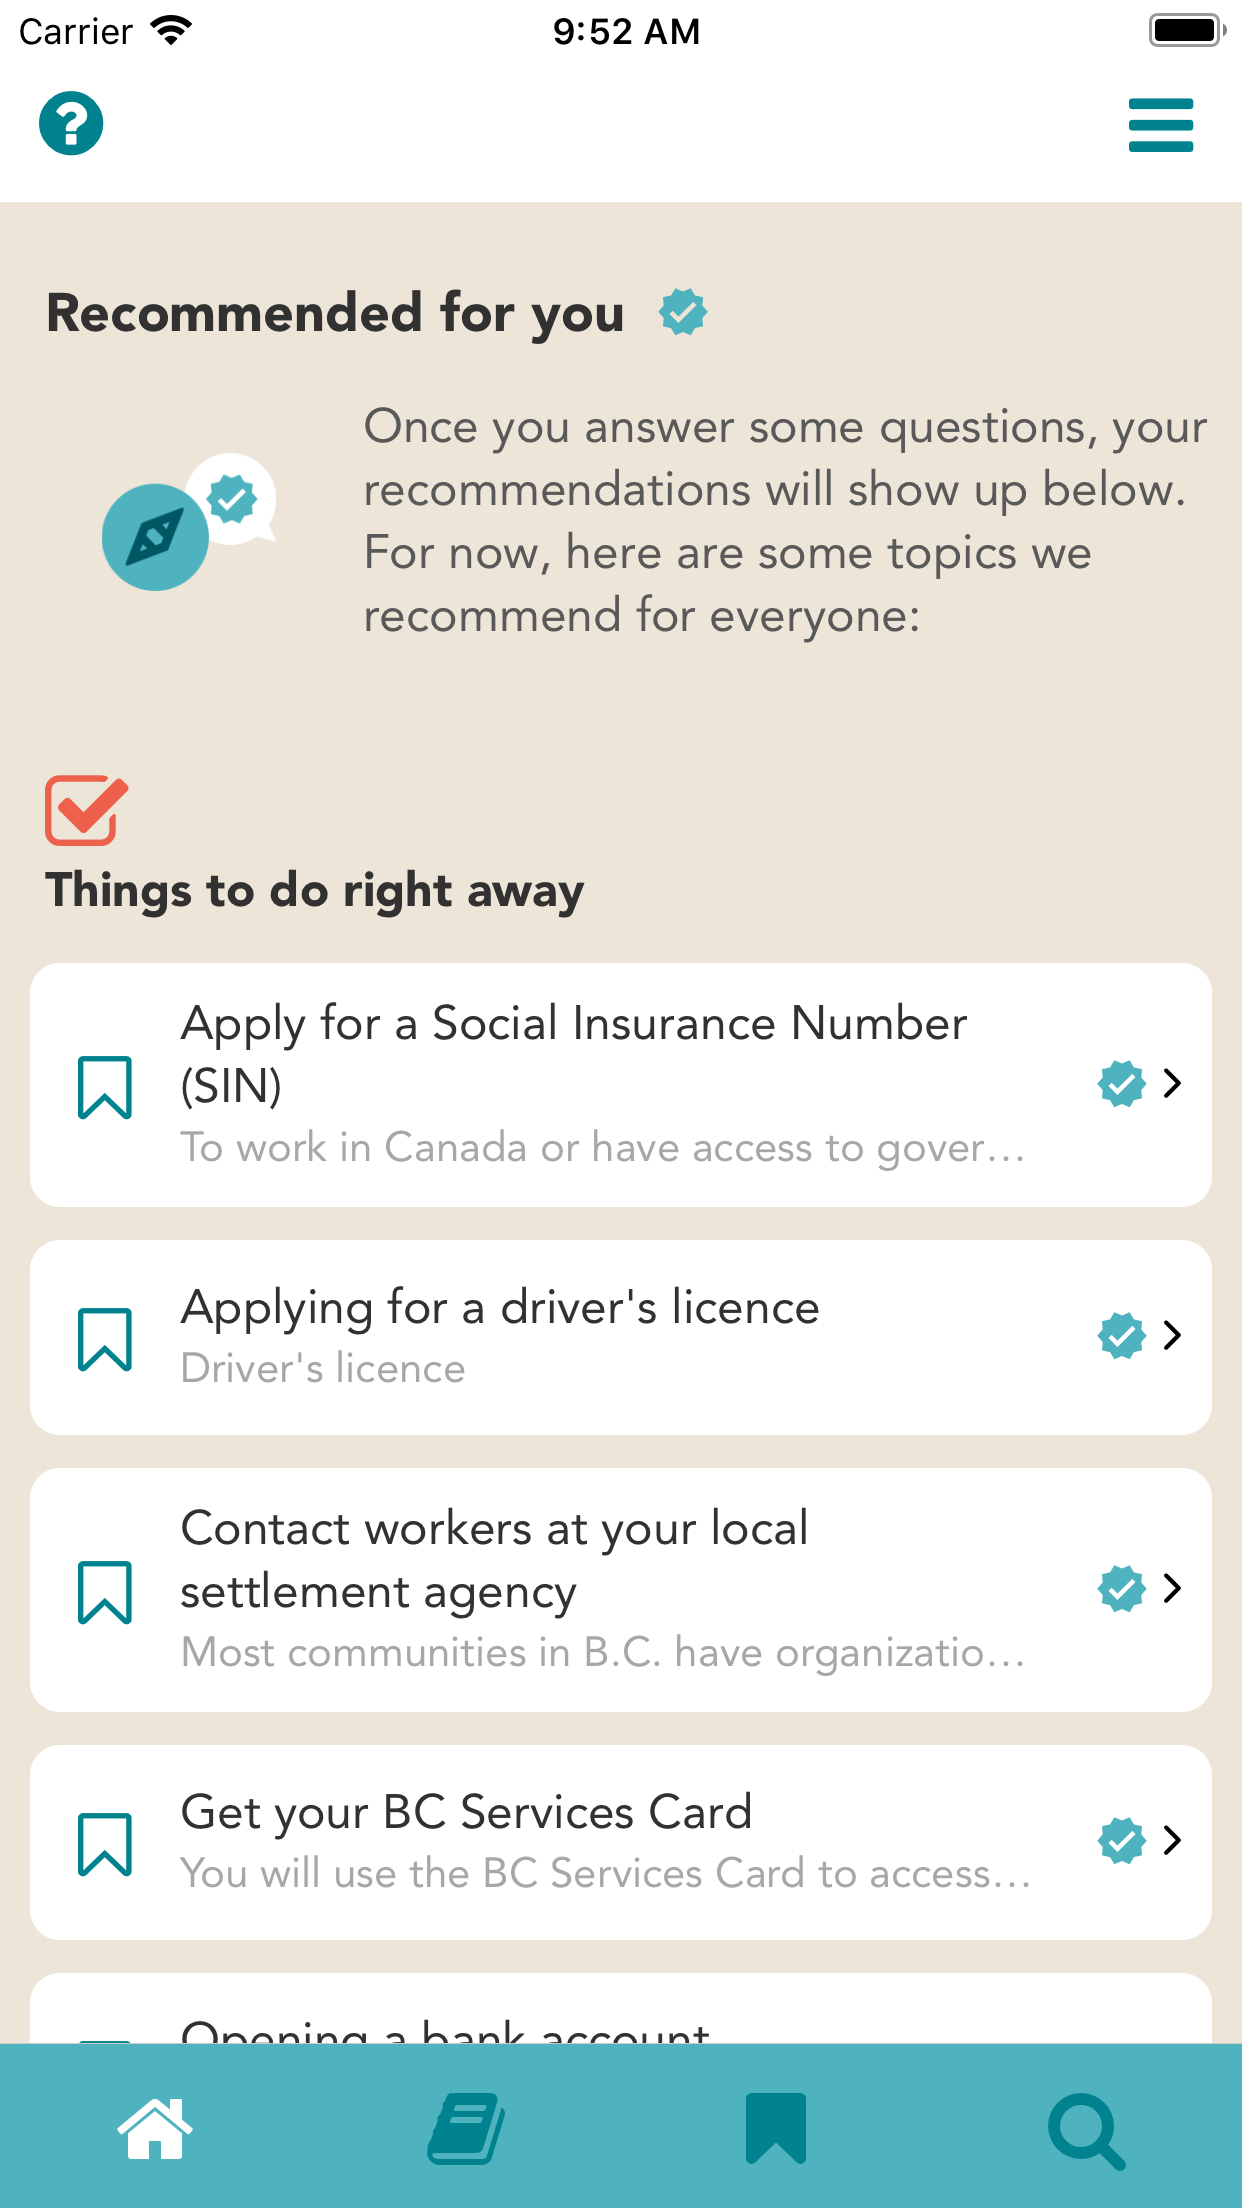 Carrier
9:52 AM
Recommended for you
Once you answer some questions, your
recommendations will show up below.
For now, here are some topics we
recommend for everyone:
Things to do right away
Apply for a Social Insurance Number
(SIN)
To work in Canada or have access to gover...
Applying for a driver's licence
Driver's licence
Contact workers at your local
settlement agency
Most communities in B.C. have organizatio...
Get your BC Services Card
You will use the BC Services Card to access...
Opening a bank account